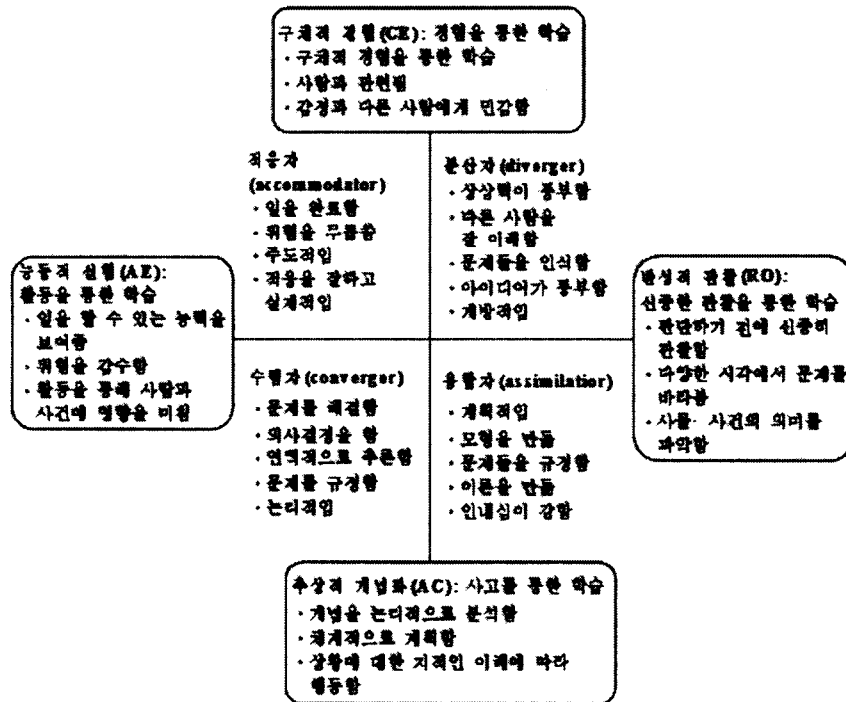 구체적 경험(CE): 경험을 통한 학습
· 구체적 경험을 통한 학습
· 사람과 관련됨
· 감정과 다른 사람에게 민감함
적응자
(accommodator)
· 일을 완료함
· 위험을 무릅씀
· 주도적임
· 적응을 잘하고
실제적임
분산자(diverger)
· 상상력이 풍부함
· 다른 사람을
잘 이해함
· 문제들을 인식함
· 아이디어가 풍부함
· 개방적임
능동적 실험(AE):
활동을 통한 학습
· 일을 할 수 있는 능력을
보여줌
· 위험을 감수함
· 활동을 통해 사람과
사건에 영향을 미침
반성적 관찰(RO):
신중한 관찰을 통한 학습
· 판단하기 전에 신중히
관찰함
· 다양한 시각에서 문제를
바라봄
· 사물· 사건의 의미를
파악함
수렴자(converger)
· 문제를 해결함
· 의사결정을 함
· 연역적으로 추론함
· 문제를 규정함
· 논리적임
융합자(assimilatior)
· 계획적임
· 모형을 만듦
· 문제들을 규정함
· 이론을 만듦
· 인내심이 강함
추상적 개념화(AC): 사고를 통한 학습
· 개념을 논리적으로 분석함
· 체계적으로 계획함
· 상황에 대한 지적인 이해에 따라
행동함